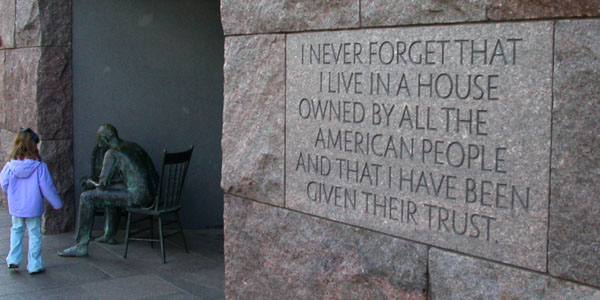 I NEVER FORGET THAT
I LIVE IN A HOUSE
OWNED BY ALL THE
AMERICAN PEOPLE
AND THAT I HAVE BEEN
GIVEN THEIR TRUST.